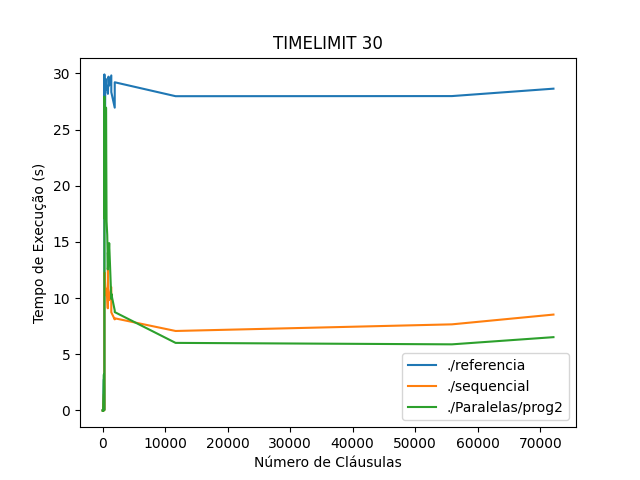 TIMELIMIT 30
30
25
20
15
10
5
0
Tempo de Execução (s)
./referencia
./sequencial
./Paralelas/prog2
0 10000 20000 30000 40000 50000 60000 70000
Número de Cláusulas